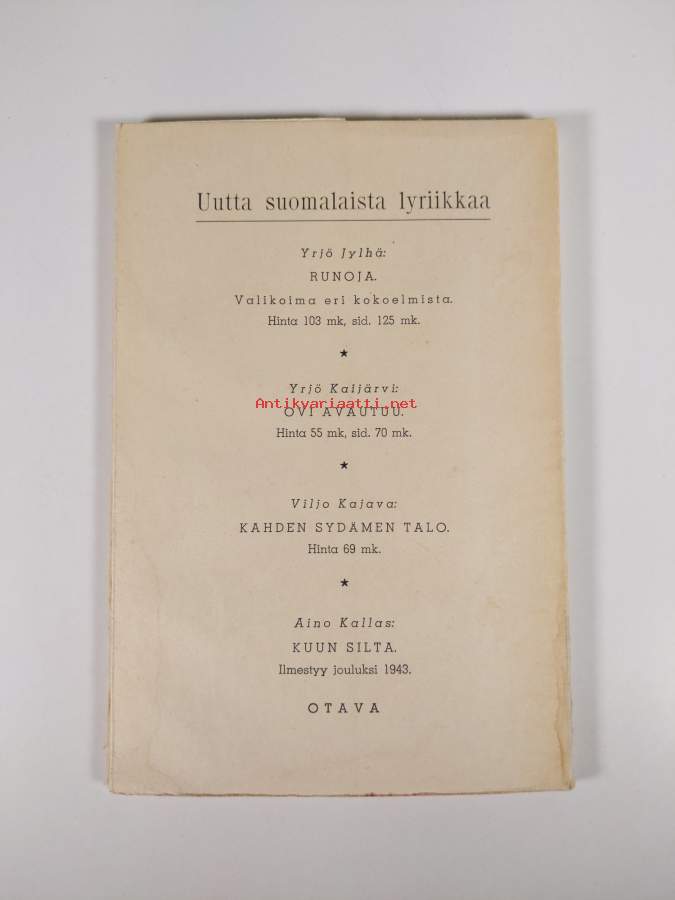 Uutta suomalaista lyriikkaa
Yrjö Jylhä:
RUNOJA.
Valikoima eri kokoelmista.
Hinta 103 mk, sid. 125 mk.
★
Yrjö Kaijärvi:
Antikyariaatti.net
OVI AVAUTUU.
Hinta 55 mk, sid. 70 mk.
★
Viljo Kajava:
KAHDEN SYDÄMEN TALO.
Hinta 69 mk.
★
Aino Kallas:
KUUN SILTA.
Ilmestyy jouluksi 1943.
OTAVA